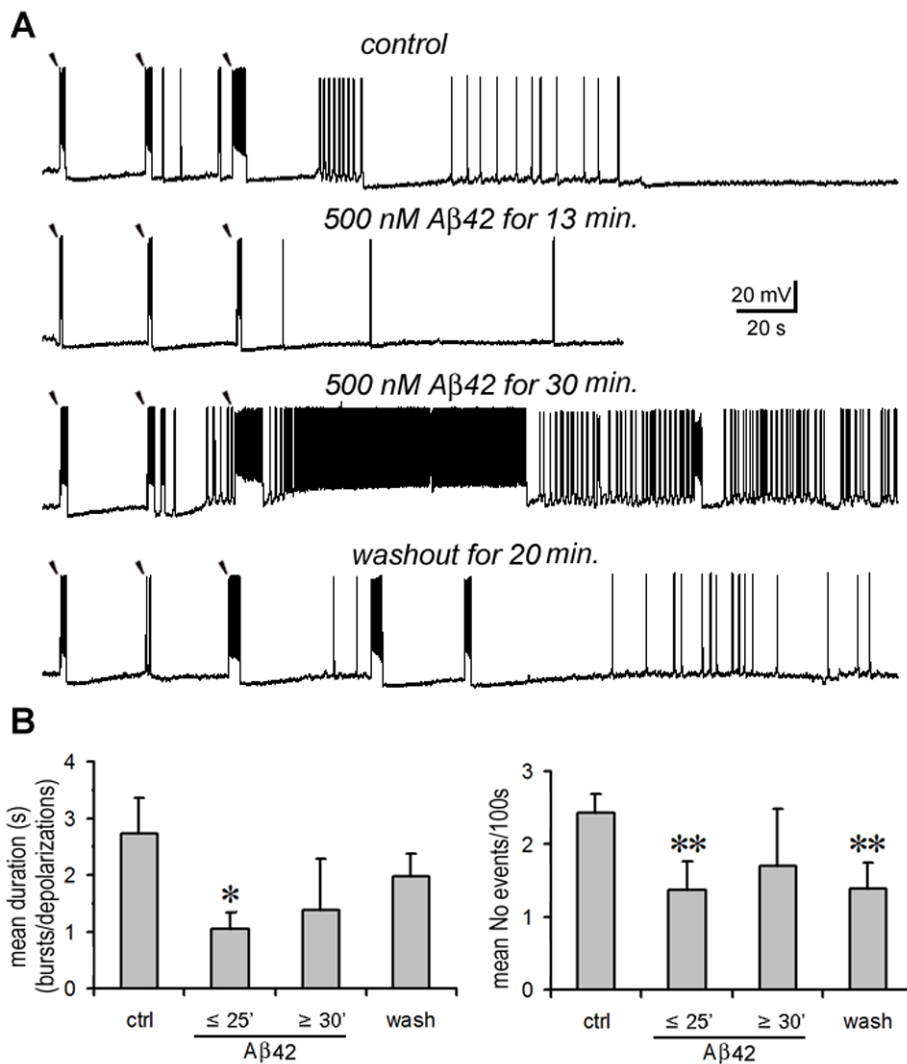 A
control
500 nM Aβ42 for 13 min.
20 mV
20 s
500 nM Aβ42 for 30 min.
washout for 20 min.
B
mean duration (s)
(bursts/depolarizations)
4
3
2
1
0
*
ctrl
≤ 25’
≥ 30’
wash
Aβ42
mean No events/100s
3
2
1
0
**
**
ctrl
≤ 25’
≥ 30’
wash
Aβ42